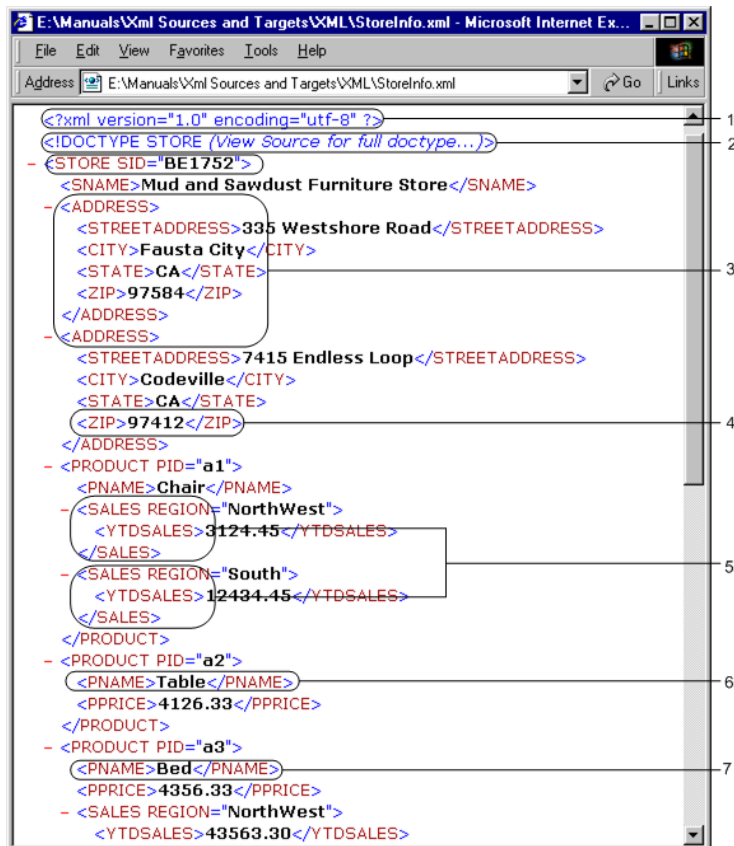 E:\Manuals\Xml Sources and Targets\XML\StoreInfo.xml - Microsoft Internet Ex...
File Edit View Favorites Tools Help
Address E:\Manuals\Xml Sources and Targets\XML\StoreInfo.xml Go Links
<?xml version="1.0" encoding="utf-8" ?> 1
<!DOCTYPE STORE (View Source for full doctype...)> 2
- <STORE SID="BE1752">
<SNAME>Mud and Sawdust Furniture Store</SNAME>
- <ADDRESS>
<STREETADDRESS>335 Westshore Road</STREETADDRESS>
<CITY>Fausta City</CITY>
<STATE>CA</STATE> 3
<ZIP>97584</ZIP>
</ADDRESS>
- <ADDRESS>
<STREETADDRESS>7415 Endless Loop</STREETADDRESS>
<CITY>Codeville</CITY>
<STATE>CA</STATE>
<ZIP>97412</ZIP> 4
</ADDRESS>
- <PRODUCT PID="a1">
<PNAME>Chair</PNAME>
- <SALES REGION="NorthWest">
<YTDSALES>3124.45</YTDSALES>
</SALES>
5
- <SALES REGION="South">
<YTDSALES>12434.45</YTDSALES>
</SALES>
</PRODUCT>
- <PRODUCT PID="a2">
<PNAME>Table</PNAME> 6
<PPRICE>4126.33</PPRICE>
</PRODUCT>
- <PRODUCT PID="a3">
<PNAME>Bed</PNAME> 7
<PPRICE>4356.33</PPRICE>
- <SALES REGION="NorthWest">
<YTDSALES>43563.30</YTDSALES>